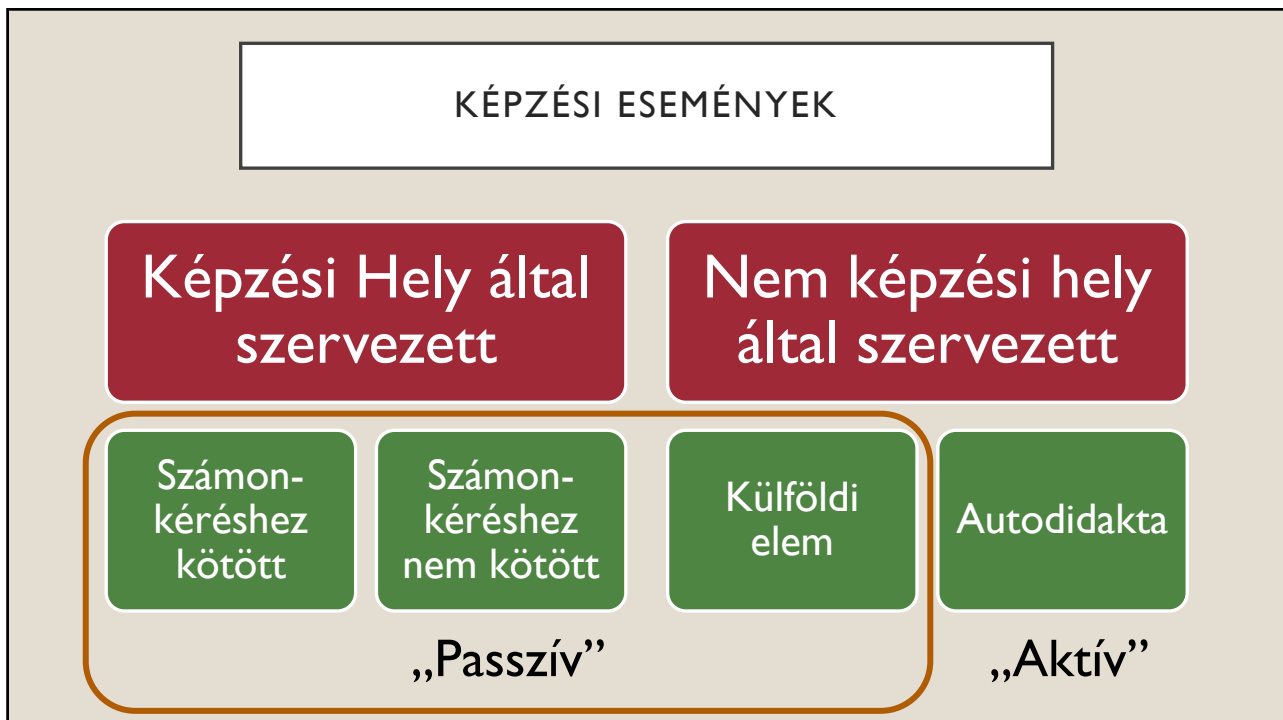 KÉPZÉSI ESEMÉNYEK
Képzési Hely által
szervezett
Nem képzési hely
által szervezett
Számon-
kéréshez
kötött
Számon-
kéréshez
nem kötött
Külföldi
elem
Autodidakta
„Passzív”
„Aktív”